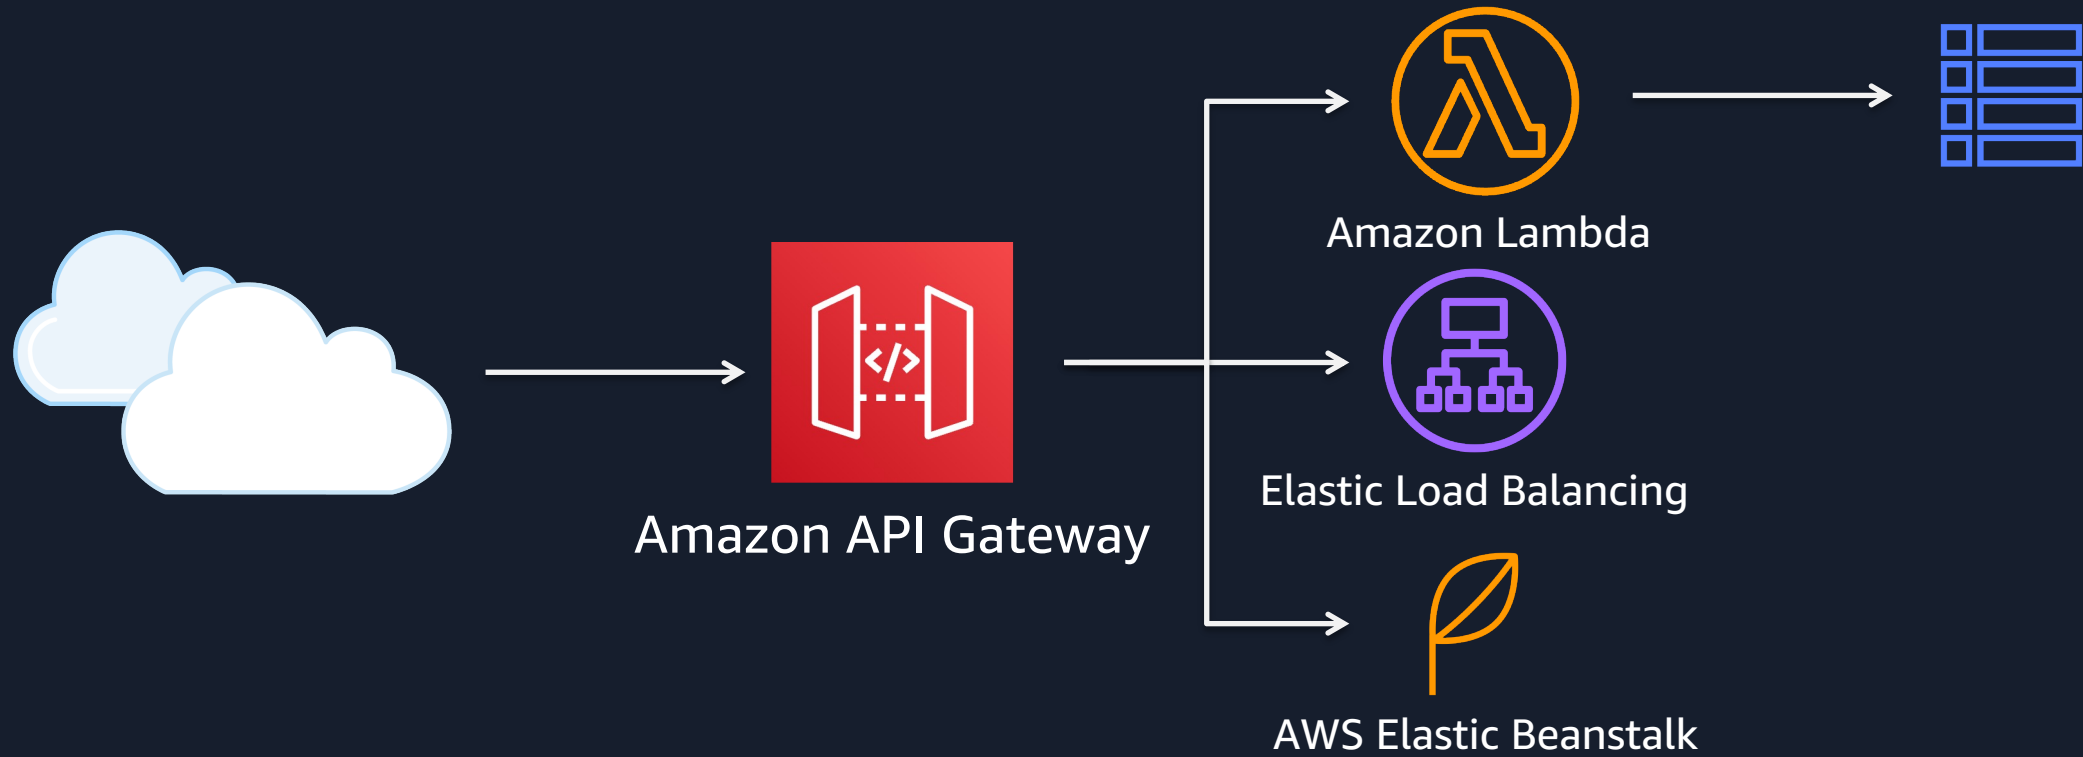 Amazon Lambda
Elastic Load Balancing
Amazon API Gateway
</>
AWS Elastic Beanstalk